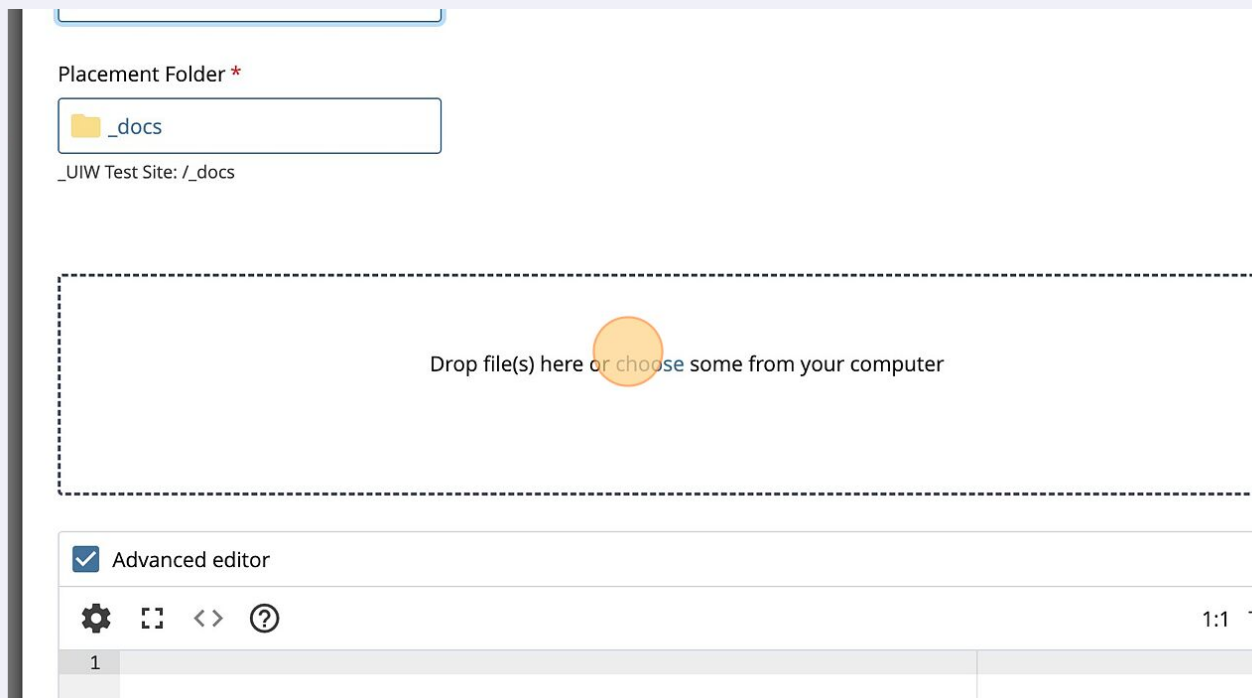 Placement Folder *
_docs
_UIW Test Site: /_docs
Drop file(s) here or choose some from your computer
Advanced editor
1:1
1